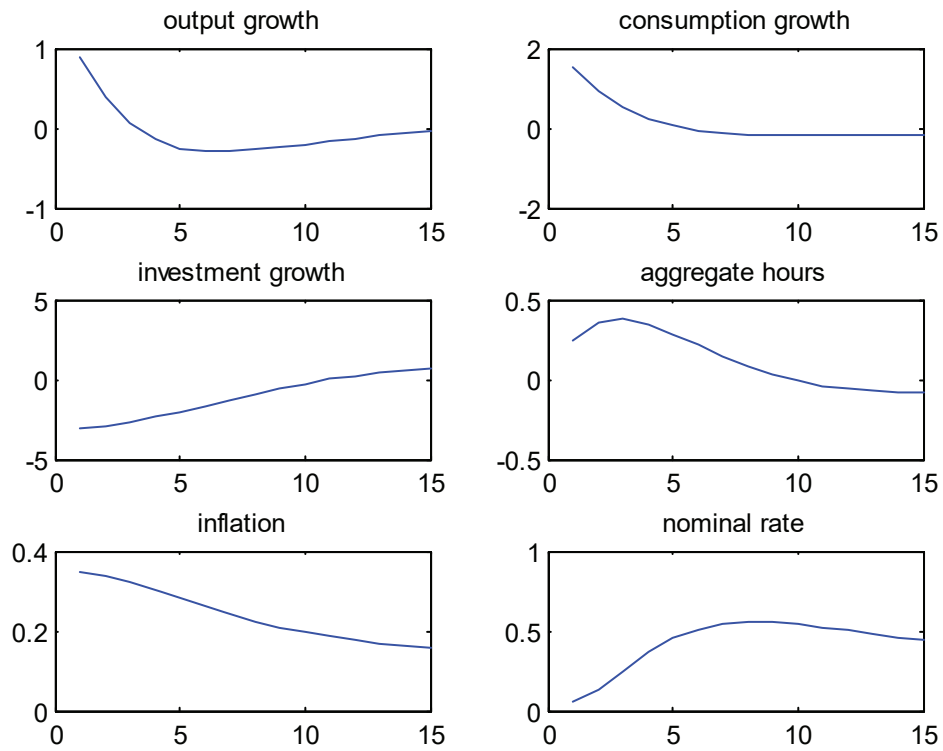 output growth
1
0
-1
0 5 10 15
consumption growth
2
0
-2
0 5 10 15
investment growth
5
0
-5
0 5 10 15
aggregate hours
0.5
0
-0.5
0 5 10 15
inflation
0.4
0.2
0
0 5 10 15
nominal rate
1
0.5
0
0 5 10 15